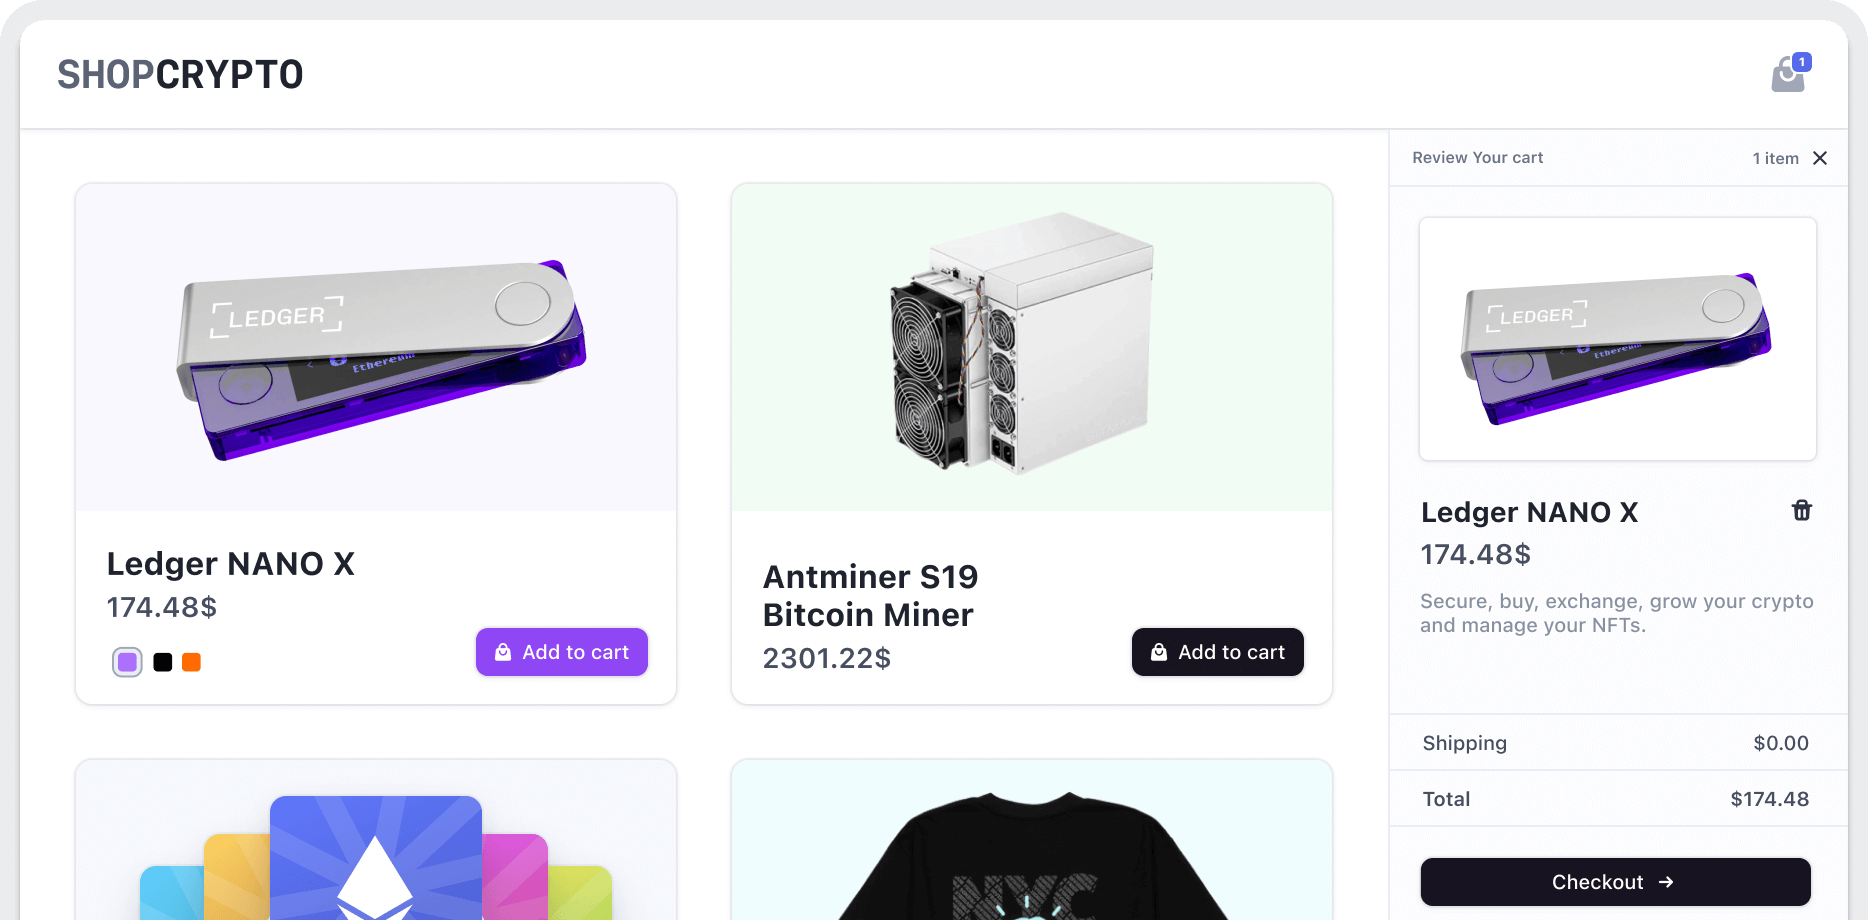 SHOPCRYPTO
1
Review Your cart
1 item
LEDGER
Ethereum
Ledger NANO X
174.48$
Add to cart
Antminer S19
Bitcoin Miner
2301.22$
Add to cart
NYC
LEDGER
Ethereum
Ledger NANO X
174.48$
Secure, buy, exchange, grow your crypto
and manage your NFTs.
Shipping
$0.00
Total
$174.48
Checkout →